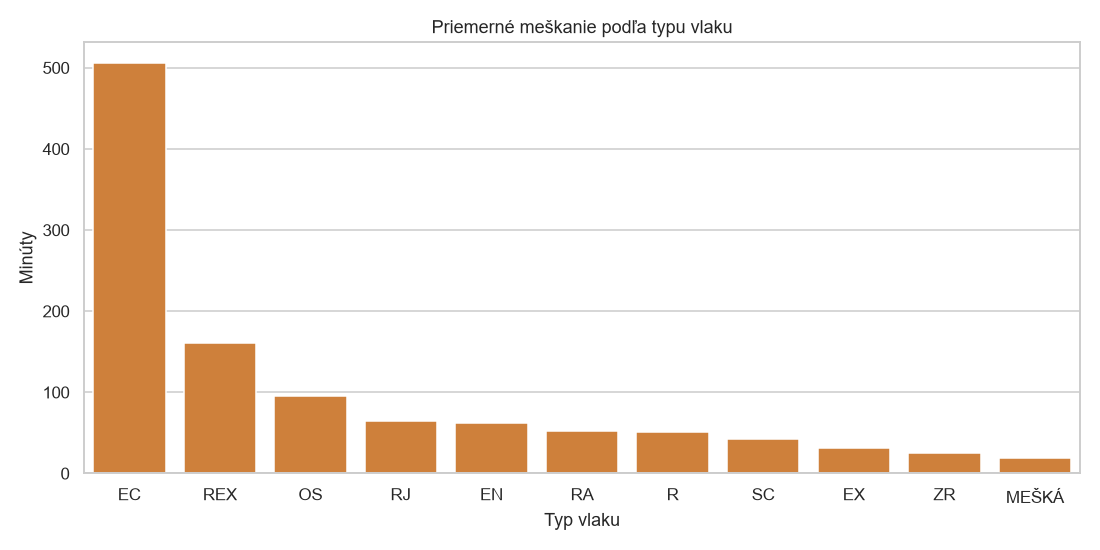 Priemerné meškanie podľa typu vlaku
Minúty
500
400
300
200
100
0
EC REX OS RJ EN RA R SC EX ZR MEŠKÁ
Typ vlaku